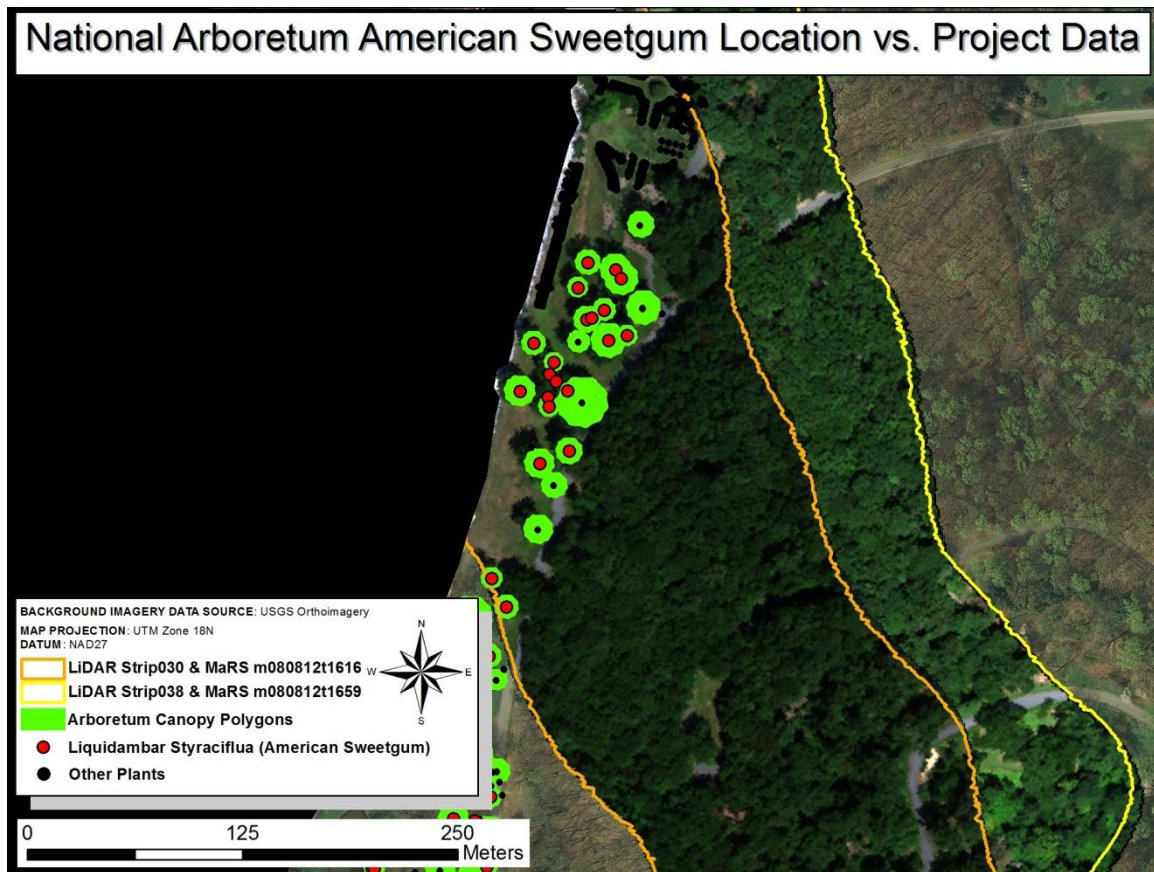 National Arboretum American Sweetgum Location vs. Project Data
BACKGROUND IMAGERY DATA SOURCE: USGS Orthoimagery
MAP PROJECTION: UTM Zone 18N
DATUM: NAD27
LiDAR Strip030 & MaRS m080812t1616
LiDAR Strip038 & MaRS m080812t1659
Arboretum Canopy Polygons
Liquidambar Styraciflua (American Sweetgum)
Other Plants
N
W
E
S
0 125 250
Meters